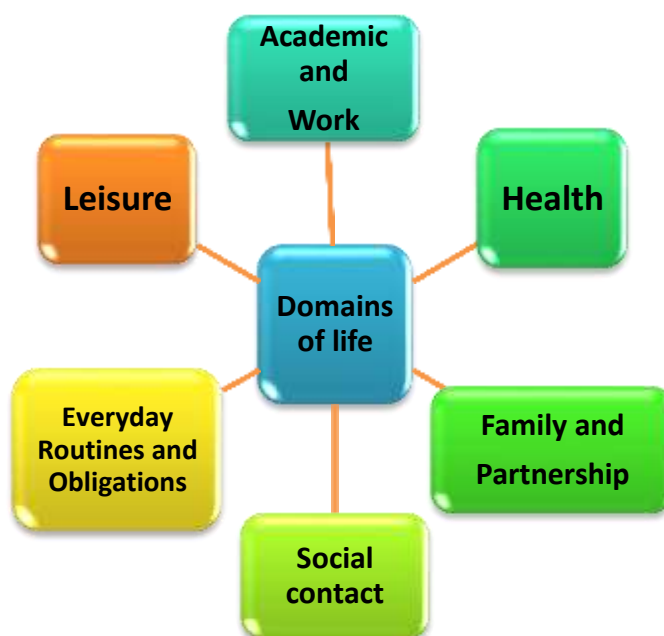 Academic
and
Work
Leisure
Health
Domains
of life
Everyday
Routines and
Obligations
Family and
Partnership
Social
contact